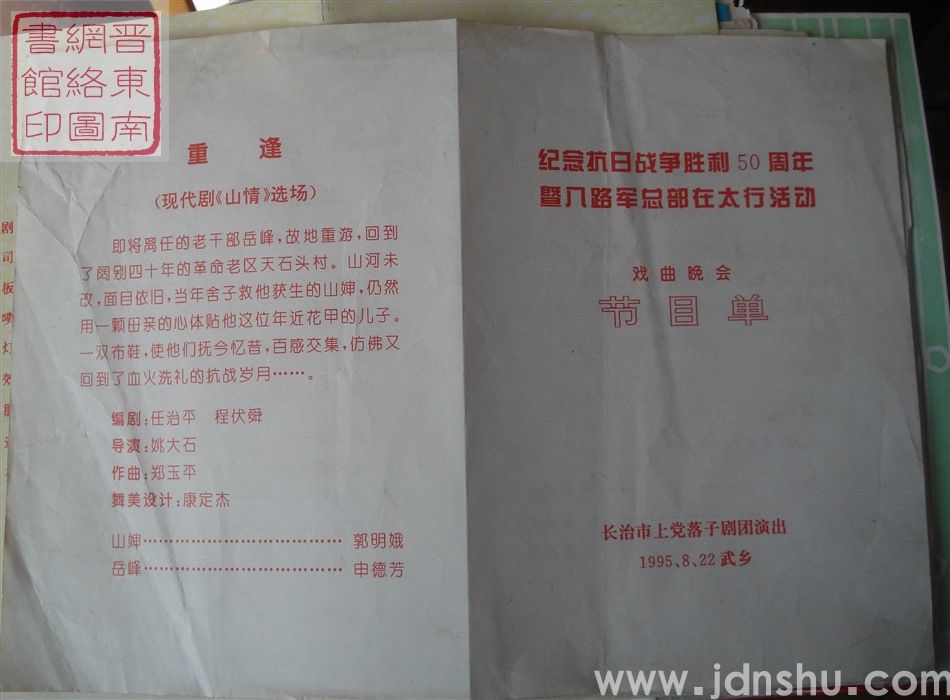 晋東南
網絡圖
書館印
重逢
(现代剧《山情》选场)
即将离任的老干部岳峰,故地重游,回到
了阔别四十年的革命老区天石头村。山河未
改,面目依旧,当年舍子救他获生的山婶,仍然
用一颗母亲的心体贴他这位年近花甲的儿子。
一双布鞋,使他们抚今忆昔,百感交集,仿佛又
回到了血火洗礼的抗战岁月……。
编剧:任治平 程伏舜
导演:姚大石
作曲:郑玉平
舞美设计:康定杰
山婶………………………………郭明娥
岳峰………………………………申德芳
纪念抗日战争胜利50周年
暨八路军总部在太行活动
戏曲晚会
节目单
长治市上党落子剧团演出
1995、8、22 武乡
剧
司
板
灯
效
www.jdnshu.com